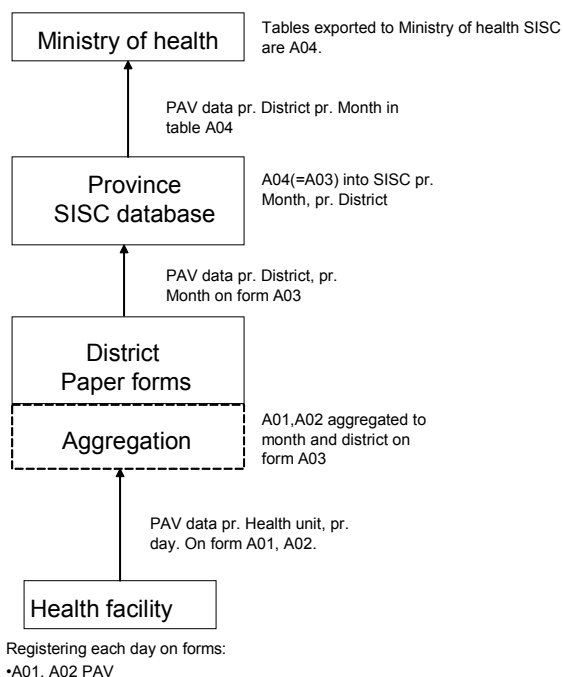 Ministry of health
Tables exported to Ministry of health SISC
are A04.
PAV data pr. District pr. Month in
table A04
Province
SISC database
A04(=A03) into SISC pr.
Month, pr. District
PAV data pr. District, pr.
Month on form A03
District
Paper forms
Aggregation
A01,A02 aggregated to
month and district on
form A03
PAV data pr. Health unit, pr.
day. On form A01, A02.
Health facility
Registering each day on forms:
•A01, A02 PAV